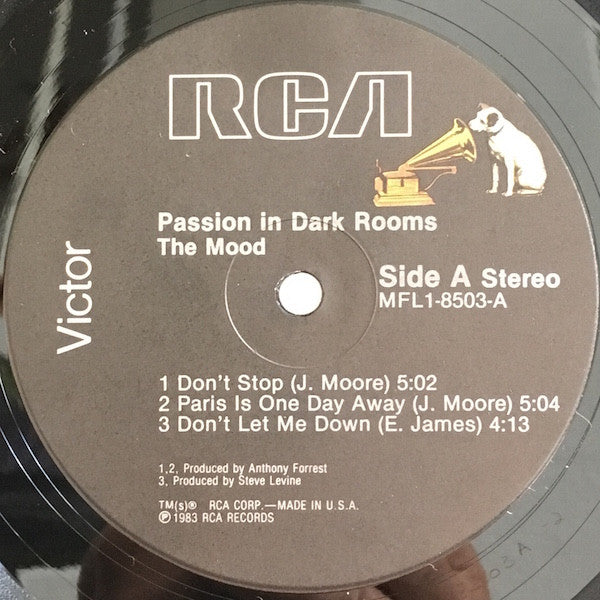 RCA
Victor
Passion in Dark Rooms
The Mood
Side A Stereo
MFL1-8503-A
1 Don't Stop (J. Moore) 5:02
2 Paris Is One Day Away (J. Moore) 5:04
3 Don't Let Me Down (E. James) 4:13
1,2, Produced by Anthony Forrest
3, Produced by Steve Levine
TM(s)® RCA CORP.—MADE IN U.S.A.
℗1983 RCA RECORDS